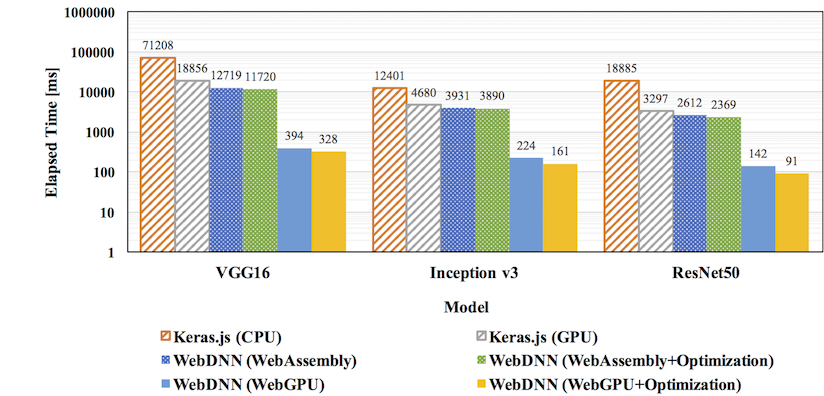 1000000
100000
10000
1000
100
10
1
Elapsed Time [ms]
71208
18856
12719
11720
394
328
12401
4680
3931
3890
224
161
18885
3297
2612
2369
142
91
VGG16
Inception v3
ResNet50
Model
Keras.js (CPU)
Keras.js (GPU)
WebDNN (WebAssembly)
WebDNN (WebAssembly+Optimization)
WebDNN (WebGPU)
WebDNN (WebGPU+Optimization)